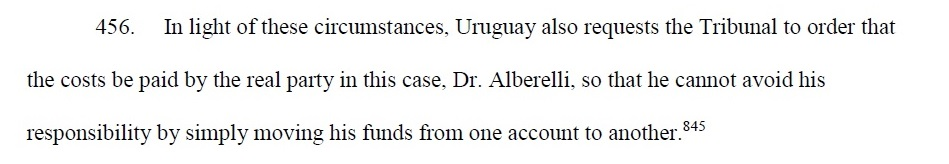 456. In light of these circumstances, Uruguay also requests the Tribunal to order that
the costs be paid by the real party in this case, Dr. Alberelli, so that he cannot avoid his
responsibility by simply moving his funds from one account to another.845